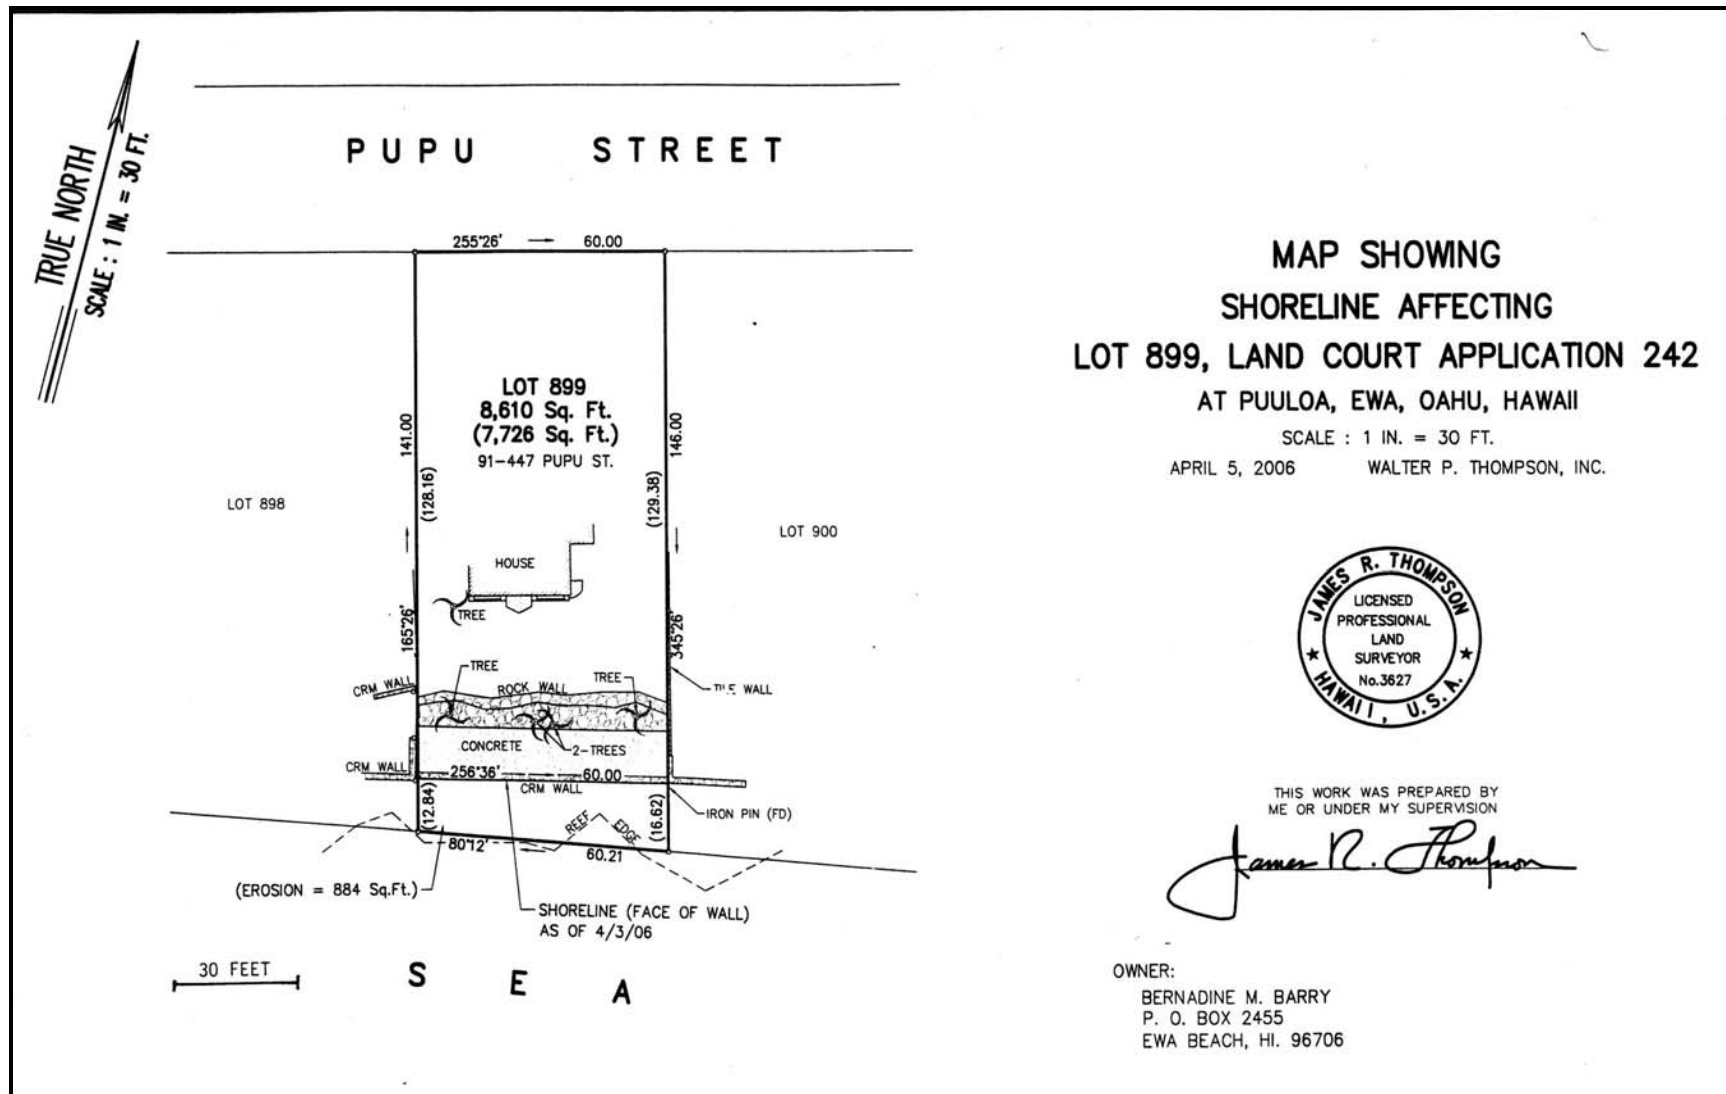 TRUE NORTH
SCALE : 1 IN. = 30 FT.
PUPU STREET
255°26' 60.00
LOT 899
8,610 Sq. Ft.
(7,726 Sq. Ft.)
91-447 PUPU ST.
141.00
(128.16)
165°26'
146.00
(129.38)
345°26'
LOT 898
LOT 900
HOUSE
TREE
TREE
TREE
CRM WALL
ROCK WALL
WALL
CONCRETE
2-TREES
CRM WALL
256°36' 60.00
CRM WALL
(12.84)
(16.62)
IRON PIN (FD)
REEF EDGE
80°12'
60.21
(EROSION = 884 Sq.Ft.)
SHORELINE (FACE OF WALL)
AS OF 4/3/06
30 FEET
SEA
MAP SHOWING
SHORELINE AFFECTING
LOT 899, LAND COURT APPLICATION 242
AT PUULOA, EWA, OAHU, HAWAII
SCALE : 1 IN. = 30 FT.
APRIL 5, 2006 WALTER P. THOMPSON, INC.
JAMES R. THOMPSON
LICENSED
PROFESSIONAL
LAND
SURVEYOR
No.3627
★ HAWAII, U.S.A. ★
THIS WORK WAS PREPARED BY
ME OR UNDER MY SUPERVISION
James R. Thompson
OWNER:
BERNADINE M. BARRY
P. O. BOX 2455
EWA BEACH, HI. 96706